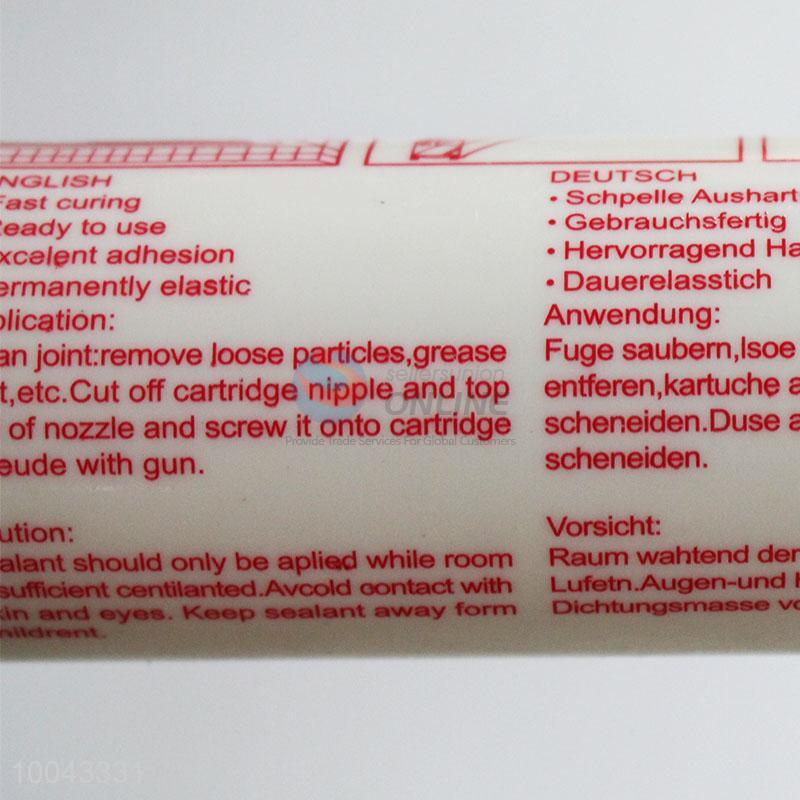 NGLISH
Fast curing
Ready to use
xcelent adhesion
ermanently elastic
plication:
an joint:remove loose particles,grease
t,etc.Cut off cartridge nipple and top
of nozzle and screw it onto cartridge
eude with gun.
ution:
alant should only be aplied while room
sufficient centilanted.Avcold contact with
kin and eyes. Keep sealant away form
hildrent.
DEUTSCH
• Schpelle Aushart
• Gebrauchsfertig
• Hervorragend Ha
• Dauerelasstich
Anwendung:
Fuge saubern,lsoe
entferen,kartuche a
scheneiden.Duse a
scheneiden.
Vorsicht:
Raum wahtend der
Lufetn.Augen-und
Dichtungsmasse vo
sellersunion
ONLINE
Provide Trade Services For Global Customers
10043331